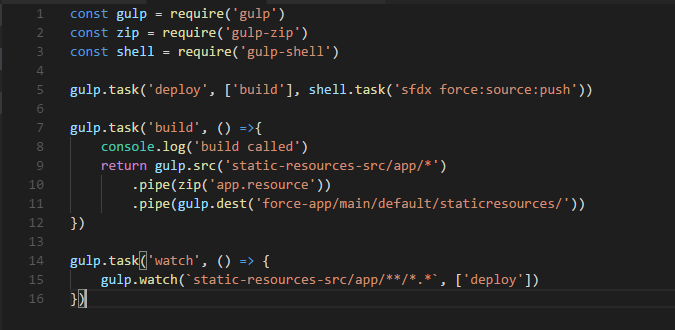 1 const gulp = require('gulp')
2 const zip = require('gulp-zip')
3 const shell = require('gulp-shell')
4
5 gulp.task('deploy', ['build'], shell.task('sfdx force:source:push'))
6
7 gulp.task('build', () =>{
8     console.log('build called')
9     return gulp.src('static-resources-src/app/*')
10         .pipe(zip('app.resource'))
11         .pipe(gulp.dest('force-app/main/default/staticresources/'))
12 })
13
14 gulp.task('watch', () => {
15     gulp.watch(`static-resources-src/app/**/*.*`, ['deploy'])
16 })